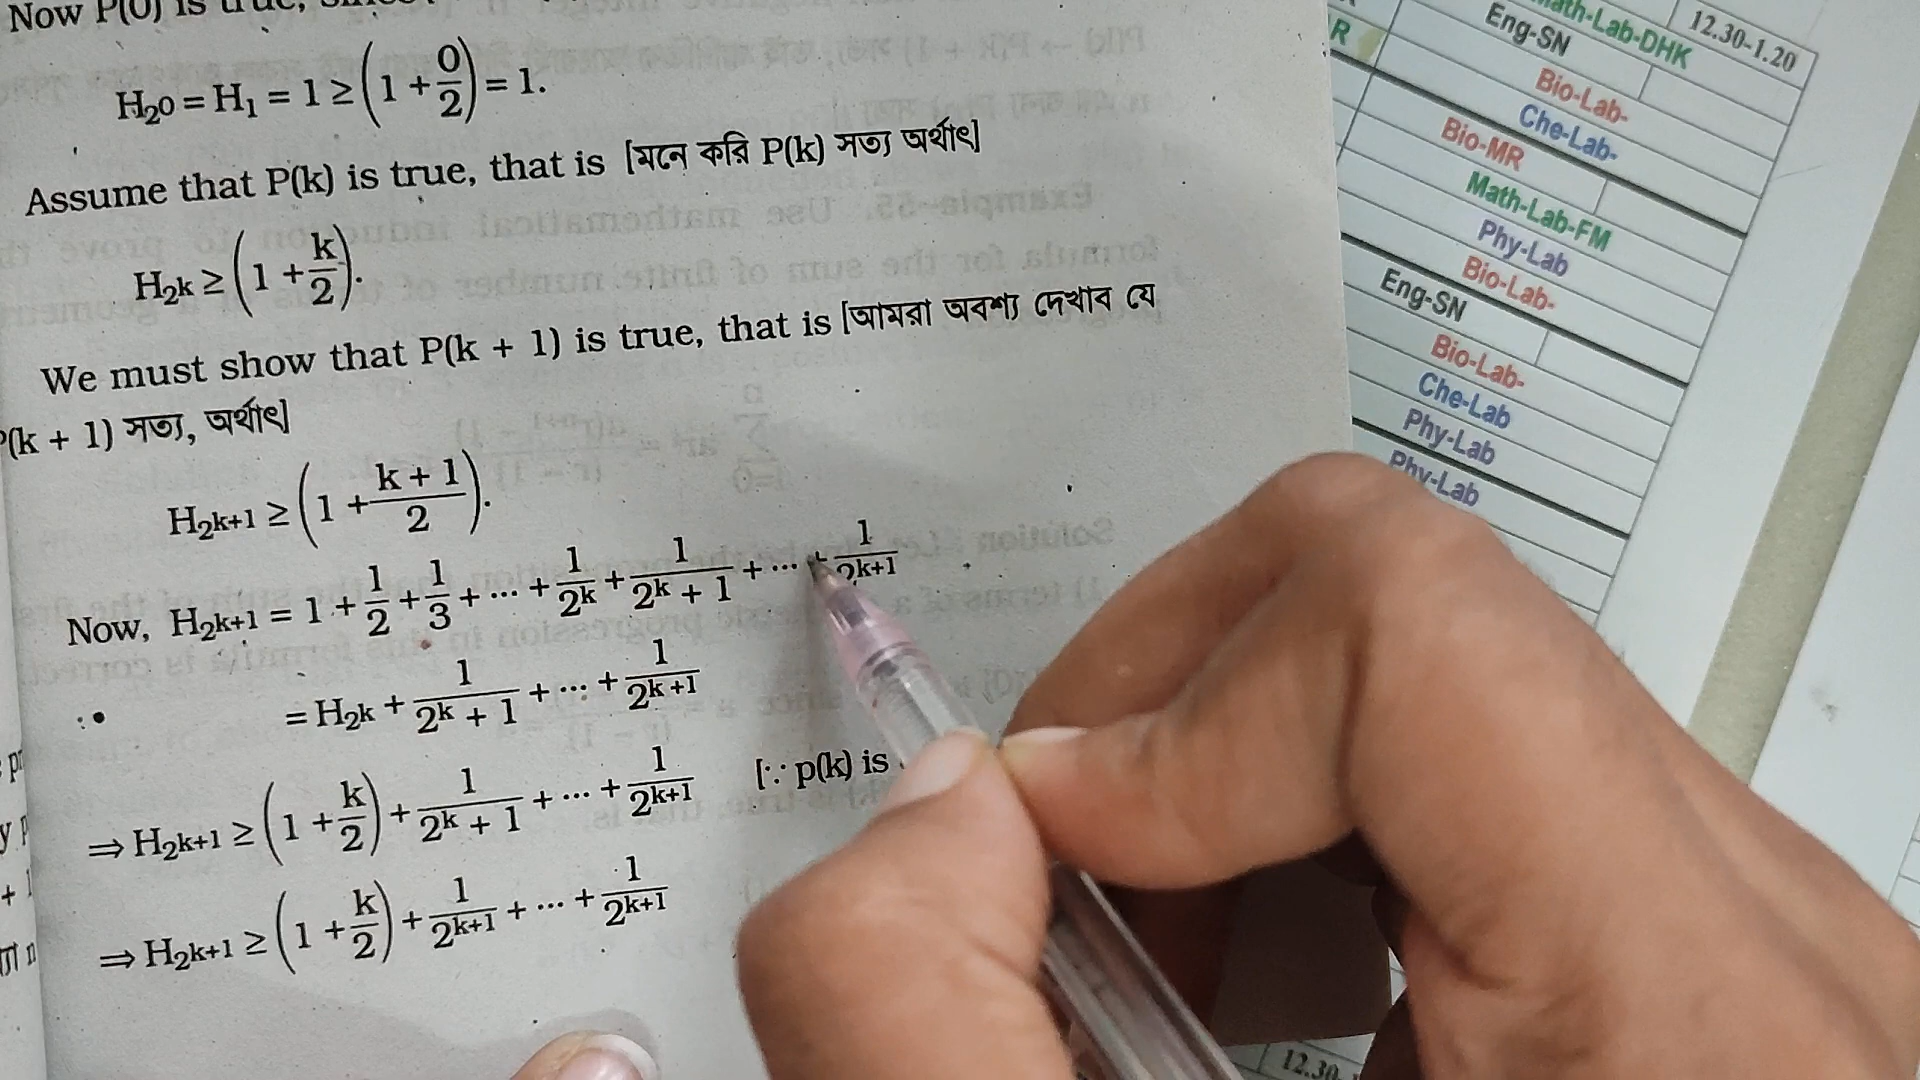 Now P(0) is true,
H₂0 = H₁ = 1 ≥ (1 + 0/2) = 1.
Assume that P(k) is true, that is [মনে করি P(k) সত্য অর্থাৎ]
H₂k ≥ (1 + k/2).
We must show that P(k + 1) is true, that is [আমরা অবশ্য দেখাব যে
P(k + 1) সত্য, অর্থাৎ]
H₂k+1 ≥ (1 + (k + 1)/2).
Now, H₂k+1 = 1 + 1/2 + 1/3 + ... + 1/2ᵏ + 1/(2ᵏ + 1) + ... + 1/2ᵏ⁺¹
= H₂k + 1/(2ᵏ + 1) + ... + 1/2ᵏ⁺¹
⇒ H₂k+1 ≥ (1 + k/2) + 1/(2ᵏ + 1) + ... + 1/2ᵏ⁺¹ [∵ p(k) is
⇒ H₂k+1 ≥ (1 + k/2) + 1/2ᵏ⁺¹ + ... + 1/2ᵏ⁺¹
Math-Lab-DHK
12.30-1.20
R
Eng-SN
Bio-Lab-
Che-Lab-
Bio-MR
Math-Lab-FM
Phy-Lab
Bio-Lab-
Eng-SN
Bio-Lab-
Che-Lab
Phy-Lab
Phy-Lab
12.30-